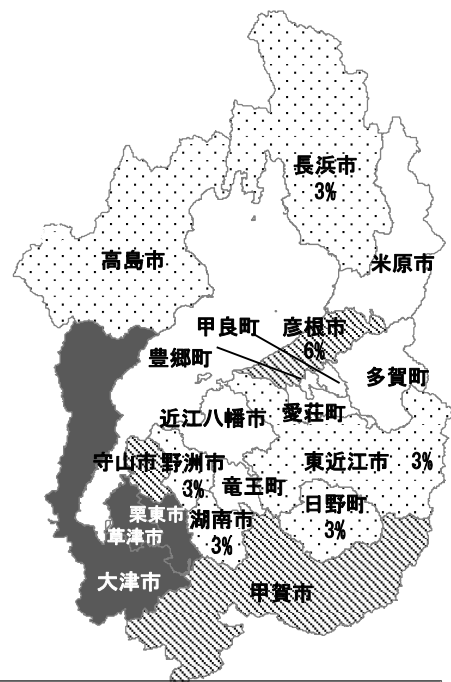 長浜市
3%
高島市
米原市
甲良町
彦根市
6%
豊郷町
多賀町
近江八幡市
愛荘町
守山市
野洲市
3%
東近江市 3%
竜王町
日野町
3%
栗東市
湖南市
3%
草津市
大津市
甲賀市